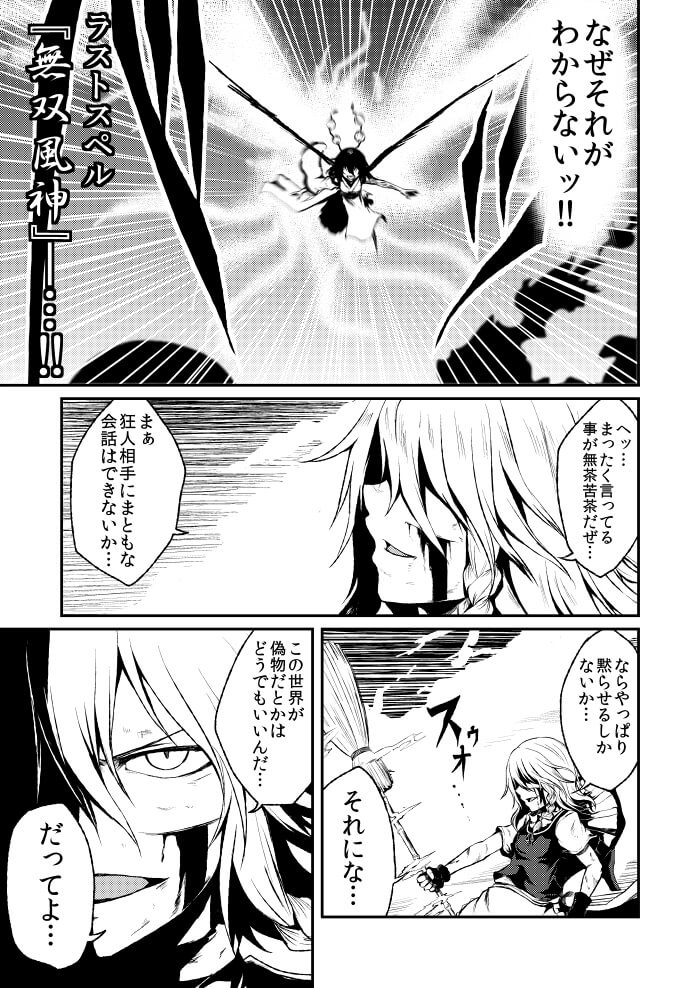 なぜそれが
わからないッ!!
ラストスペル
『無双風神』…!!
ヘッ…
まったく言ってる
事が無茶苦茶だぜ…
まぁ
狂人相手にまともな
会話はできないか…
ならやっぱり
黙らせるしか
ないか…
スゥオ…
それにな…
この世界が
偽物だとかは
どうでもいいんだ…
だってよ…